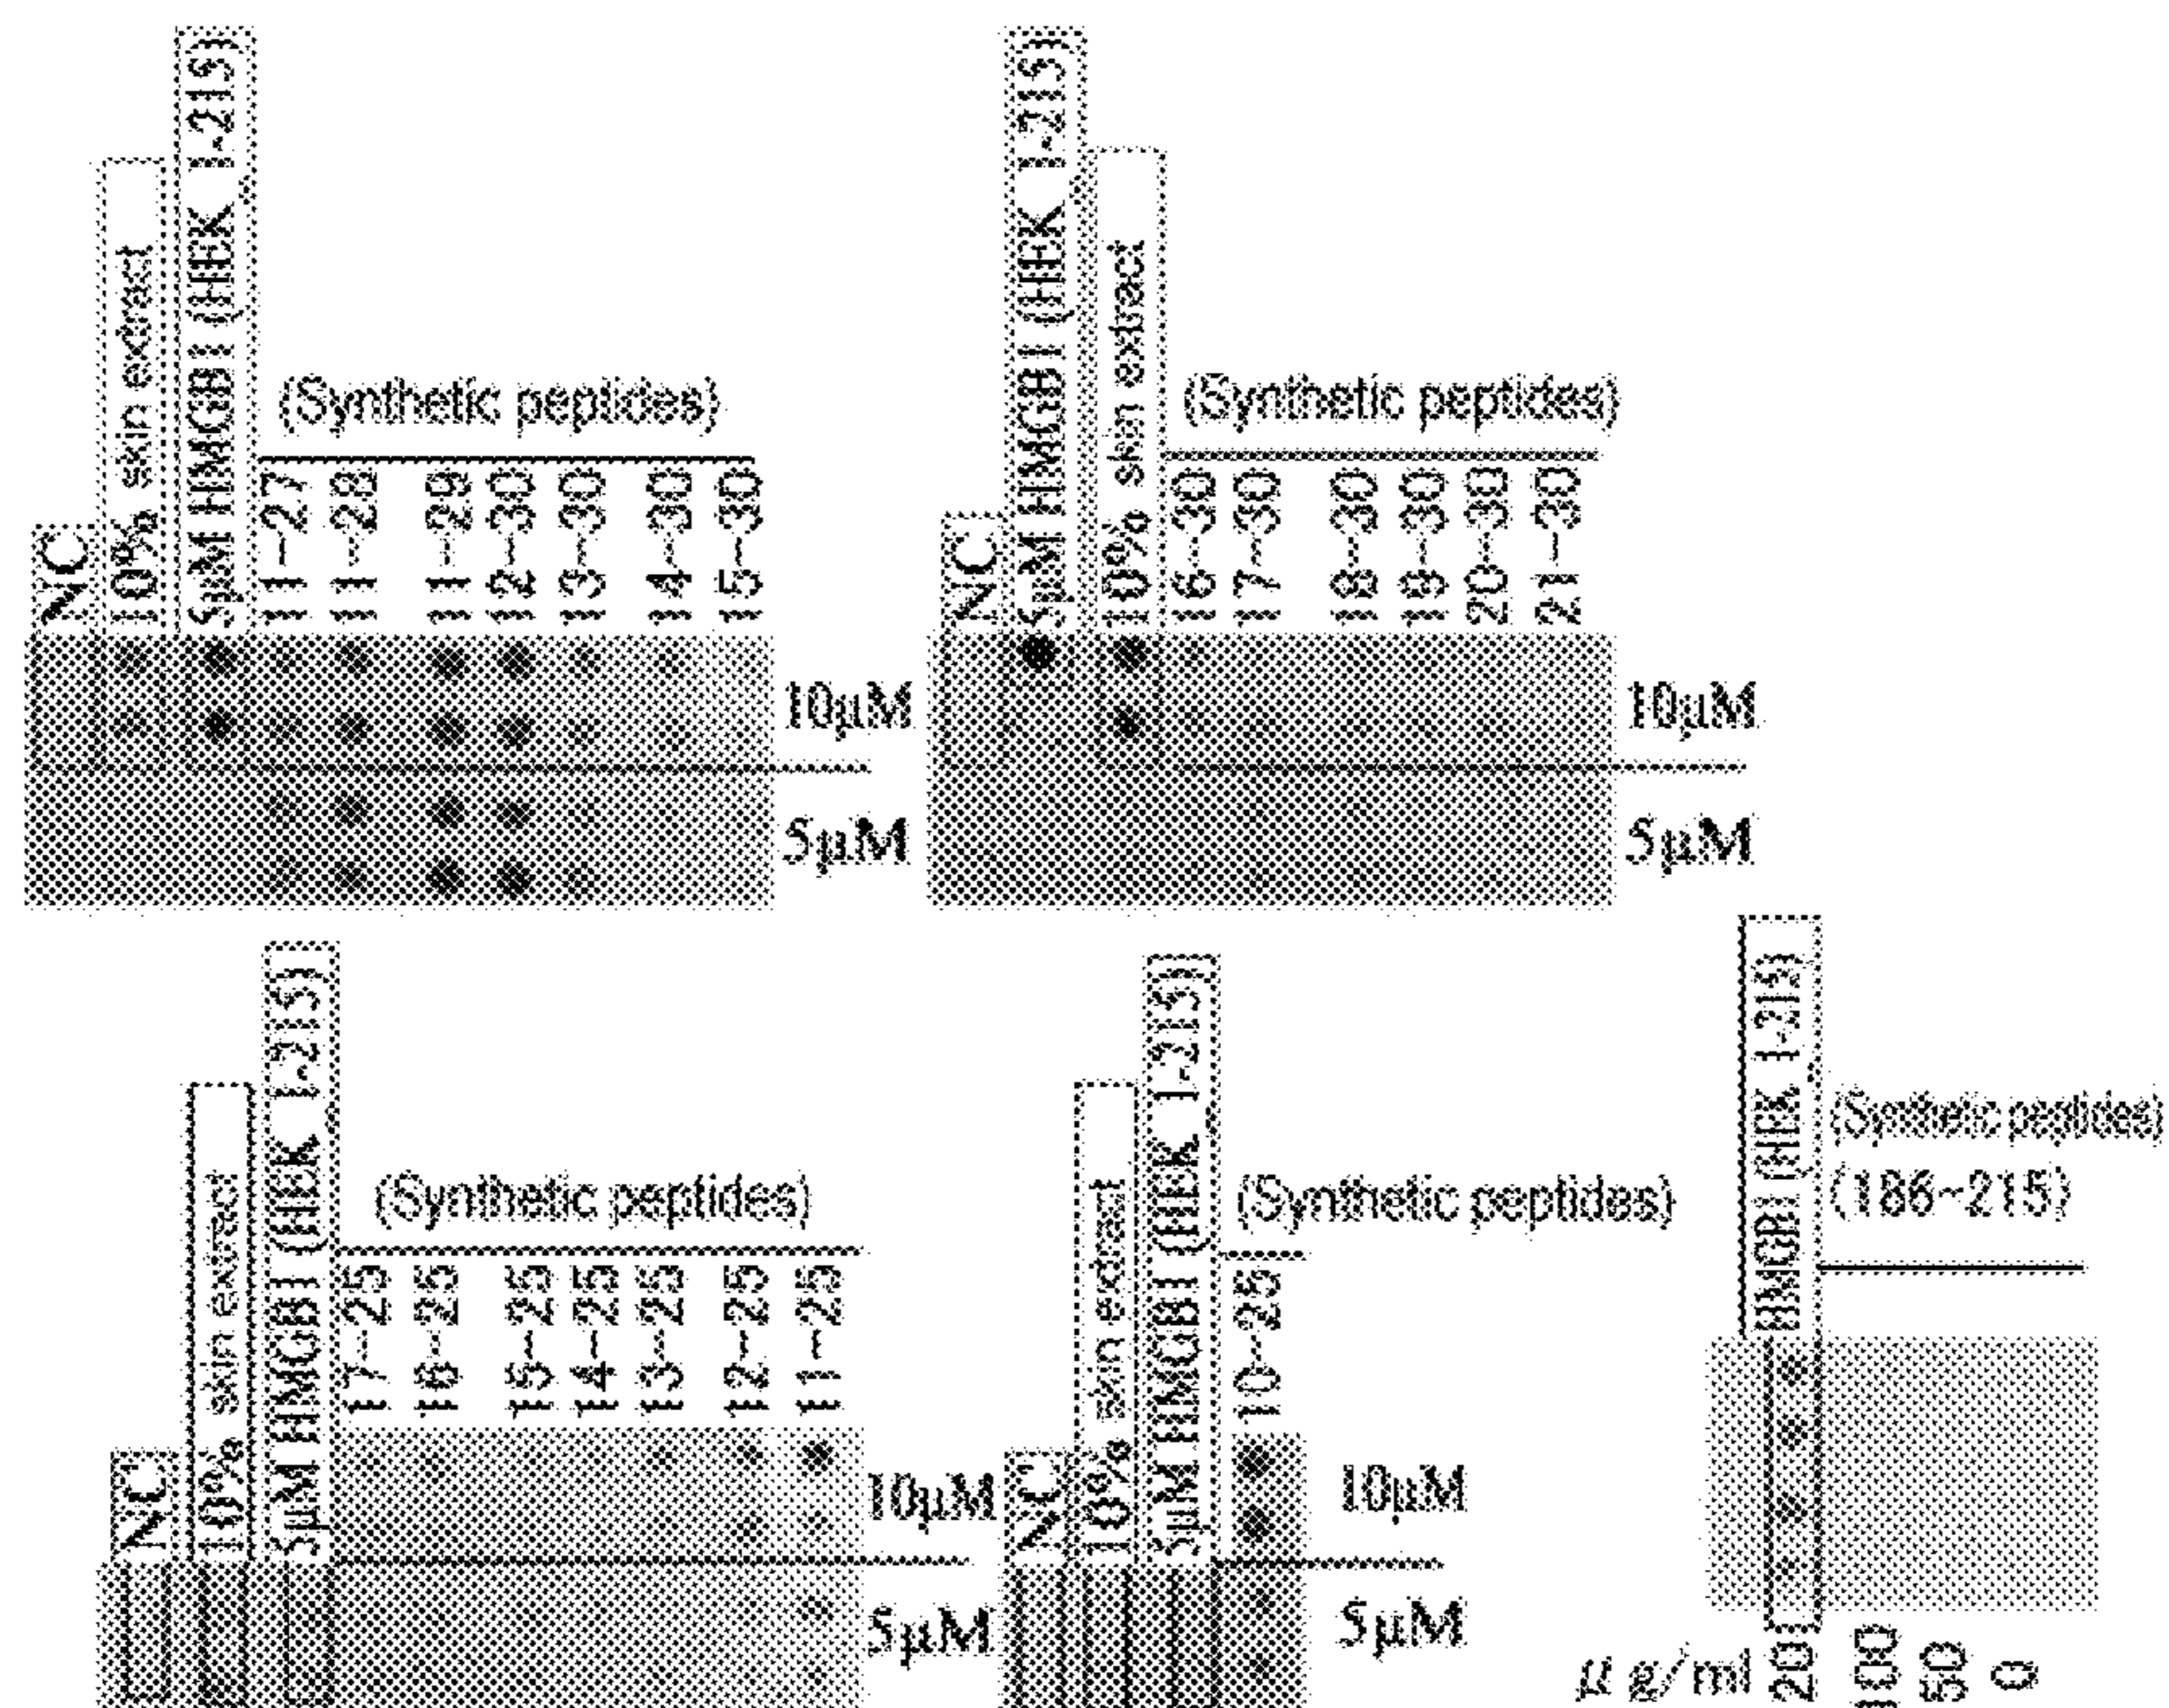 NC
10% skin extract
5μM HMGB1 (HEK 1-215)
(Synthetic peptides)
11-27
11-28
11-29
12-30
13-30
14-30
15-30
10μM
5μM
NC
5μM HMGB1 (HEK 1-215)
10% skin extract
(Synthetic peptides)
16-30
17-30
18-30
19-30
20-30
21-30
10μM
5μM
NC
10% skin extract
5μM HMGB1 (HEK 1-215)
(Synthetic peptides)
17-25
16-25
15-25
14-25
13-25
12-25
11-25
10μM
5μM
NC
10% skin extract
5μM HMGB1 (HEK 1-215)
(Synthetic peptides)
10-25
10μM
5μM
HMGB1 (HEK 1-215)
(Synthetic peptides)
(186~215)
μg/ml 20 100 50 0